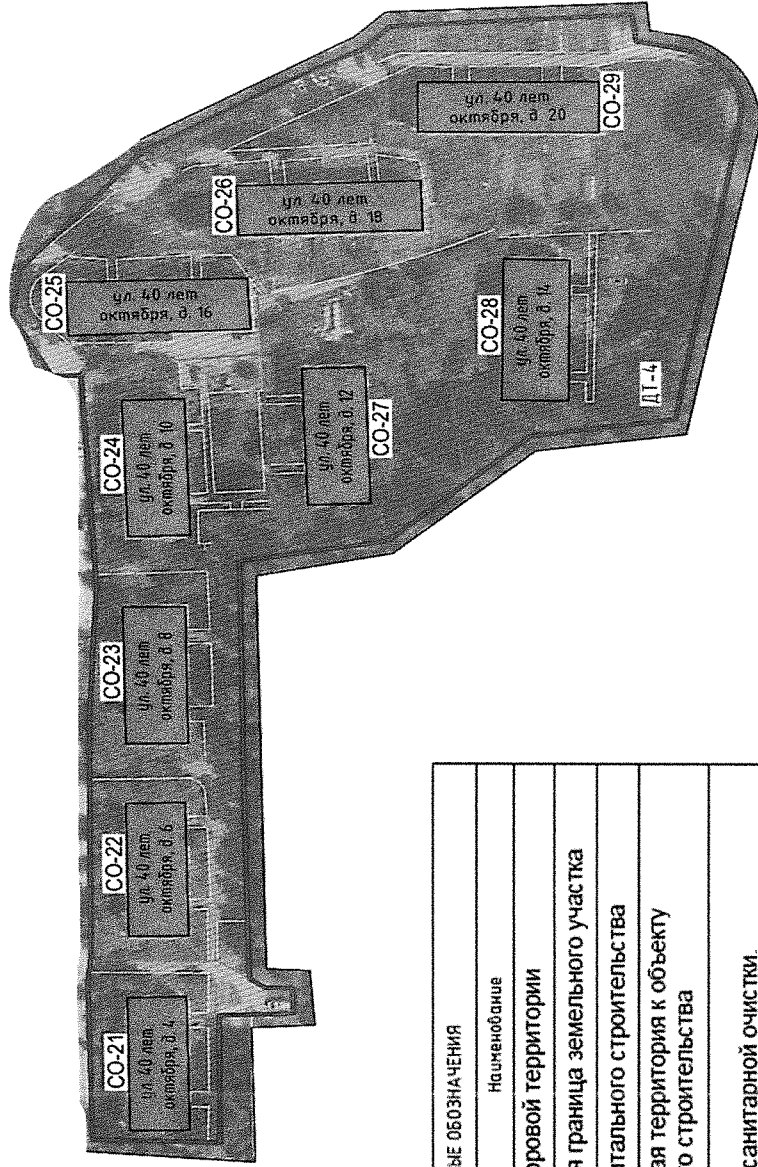 СО-21
ул. 40 лет
октября, д. 4
СО-22
ул. 40 лет
октября, д. 6
СО-23
ул. 40 лет
октября, д. 8
СО-24
ул. 40 лет
октября, д. 10
СО-25
ул. 40 лет
октября, д. 16
СО-26
ул. 40 лет
октября, д. 18
ул. 40 лет
октября, д. 12
СО-27
СО-28
ул. 40 лет
октября, д. 14
ул. 40 лет
октября, д. 20
СО-29
ДТ-4
ЫЕ ОБОЗНАЧЕНИЯ
Наименование
оровой территории
я граница земельного участка
тального строительства
ая территория к объекту
о строительства
санитарной очистки.